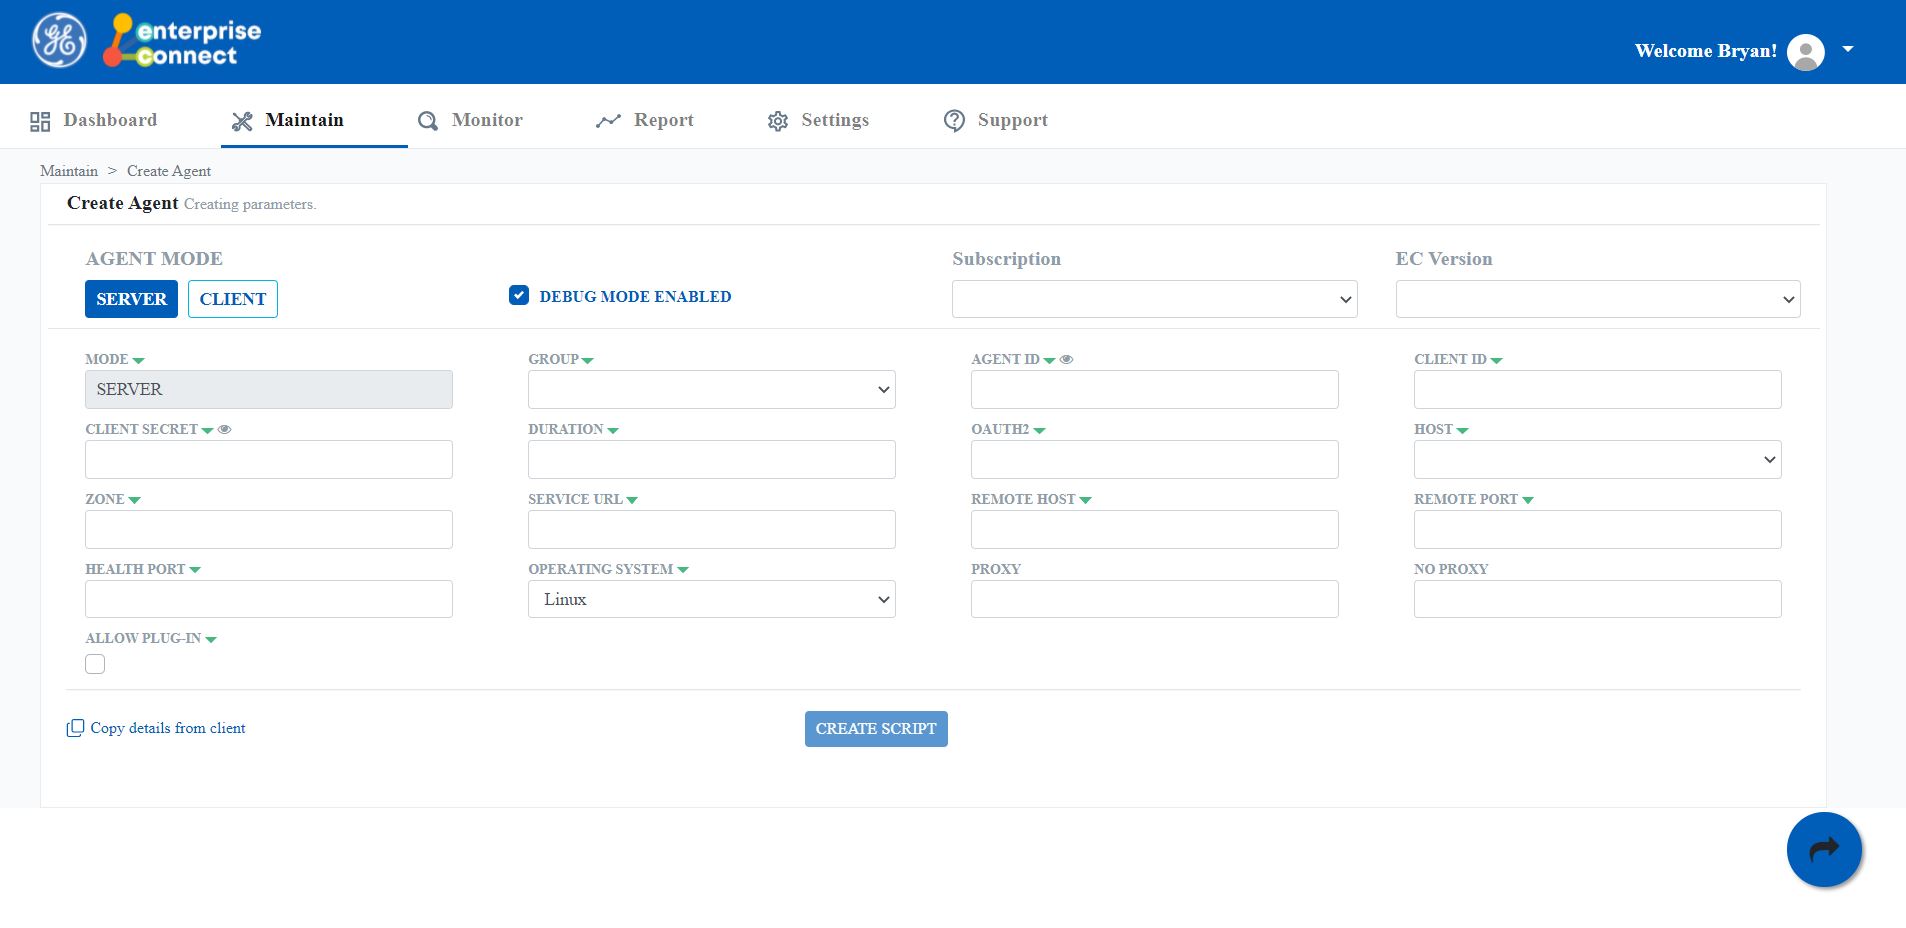 GE enterprise connect
Welcome Bryan!
Dashboard Maintain Monitor Report Settings Support
Maintain > Create Agent
Create Agent Creating parameters.
AGENT MODE Subscription EC Version
SERVER CLIENT DEBUG MODE ENABLED
MODE GROUP AGENT ID CLIENT ID
SERVER
CLIENT SECRET DURATION OAUTH2 HOST
ZONE SERVICE URL REMOTE HOST REMOTE PORT
HEALTH PORT OPERATING SYSTEM PROXY NO PROXY
Linux
ALLOW PLUG-IN
Copy details from client CREATE SCRIPT